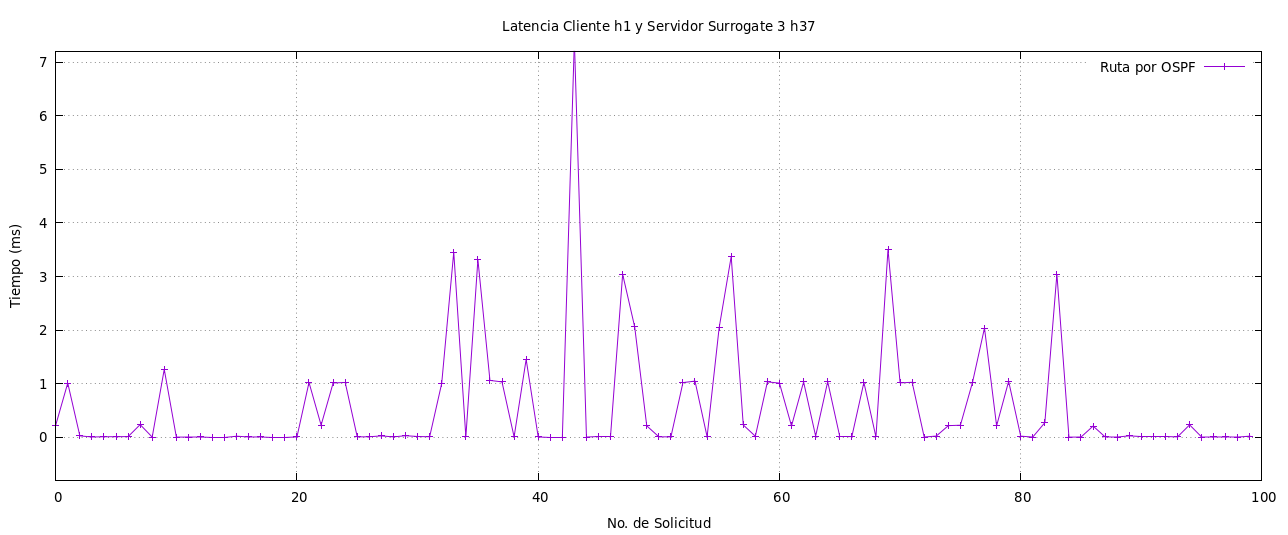 Latencia Cliente h1 y Servidor Surrogate 3 h37
Ruta por OSPF
Tiempo (ms)
7
6
5
4
3
2
1
0
0 20 40 60 80 100
No. de Solicitud